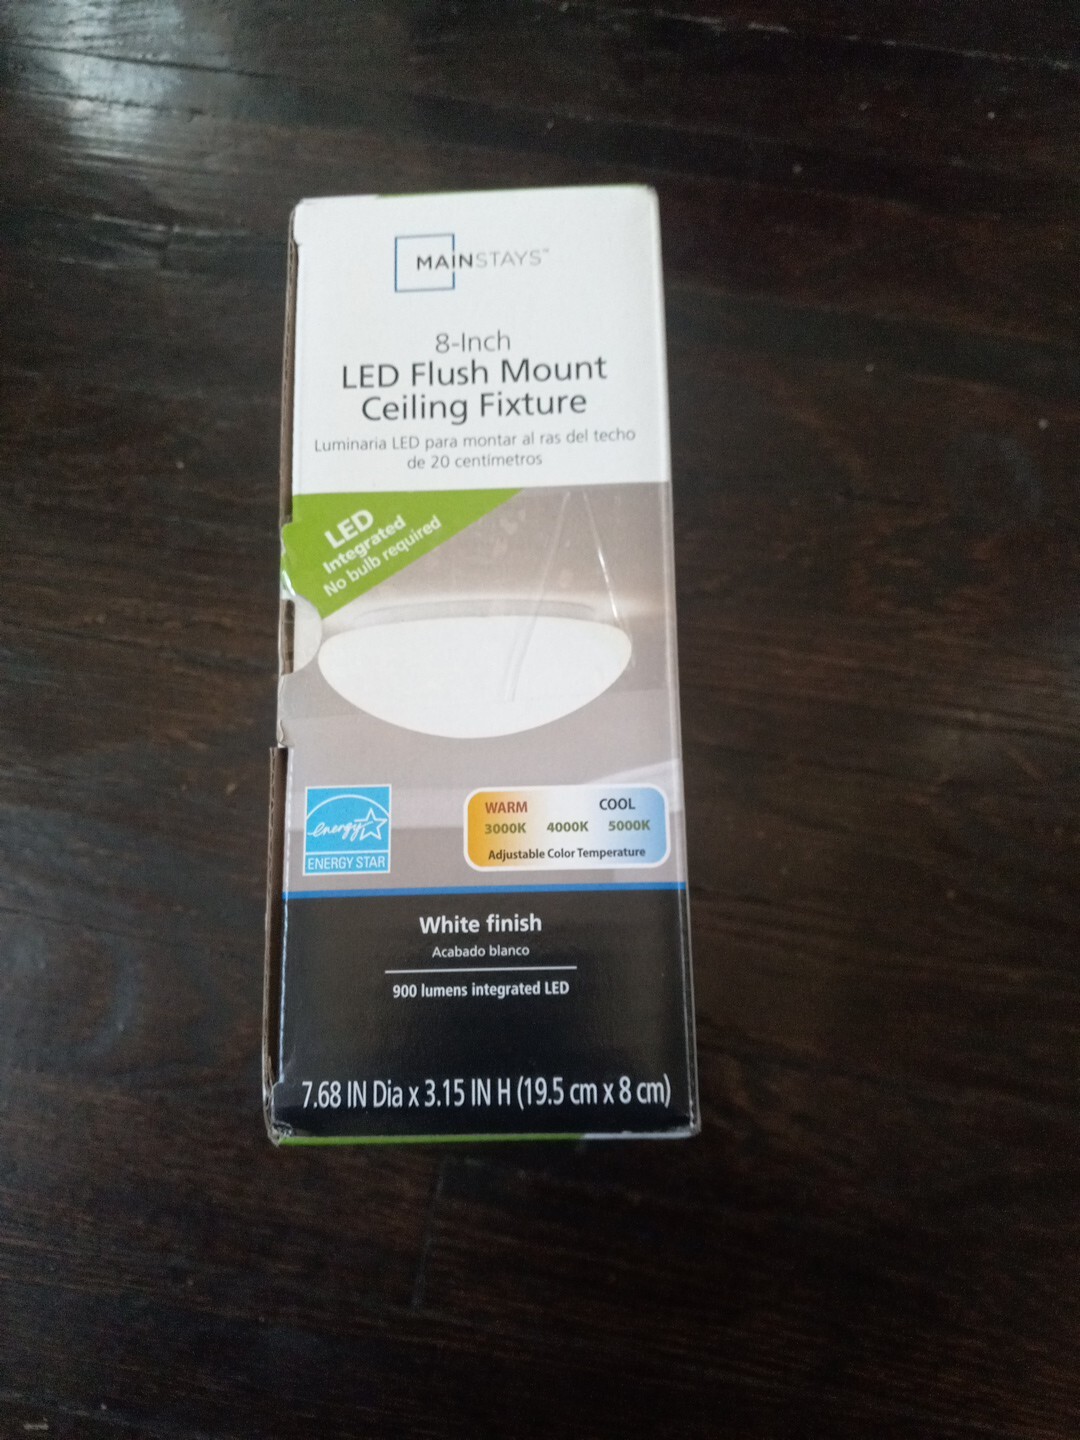 MAINSTAYS™
8-Inch
LED Flush Mount
Ceiling Fixture
Luminaria LED para montar al ras del techo
de 20 centímetros
LED
Integrated
No bulb required
energy
ENERGY STAR
WARM COOL
3000K 4000K 5000K
Adjustable Color Temperature
White finish
Acabado blanco
900 lumens integrated LED
7.68 IN Dia x 3.15 IN H (19.5 cm x 8 cm)